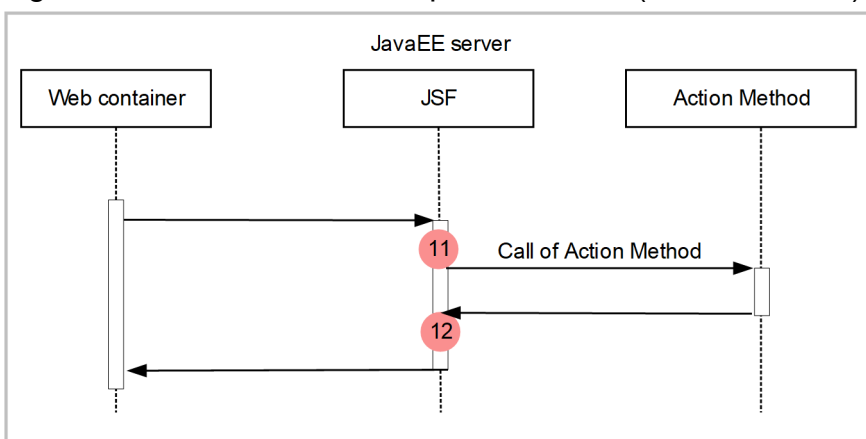 JavaEE server
Web container
JSF
Action Method
11
Call of Action Method
12